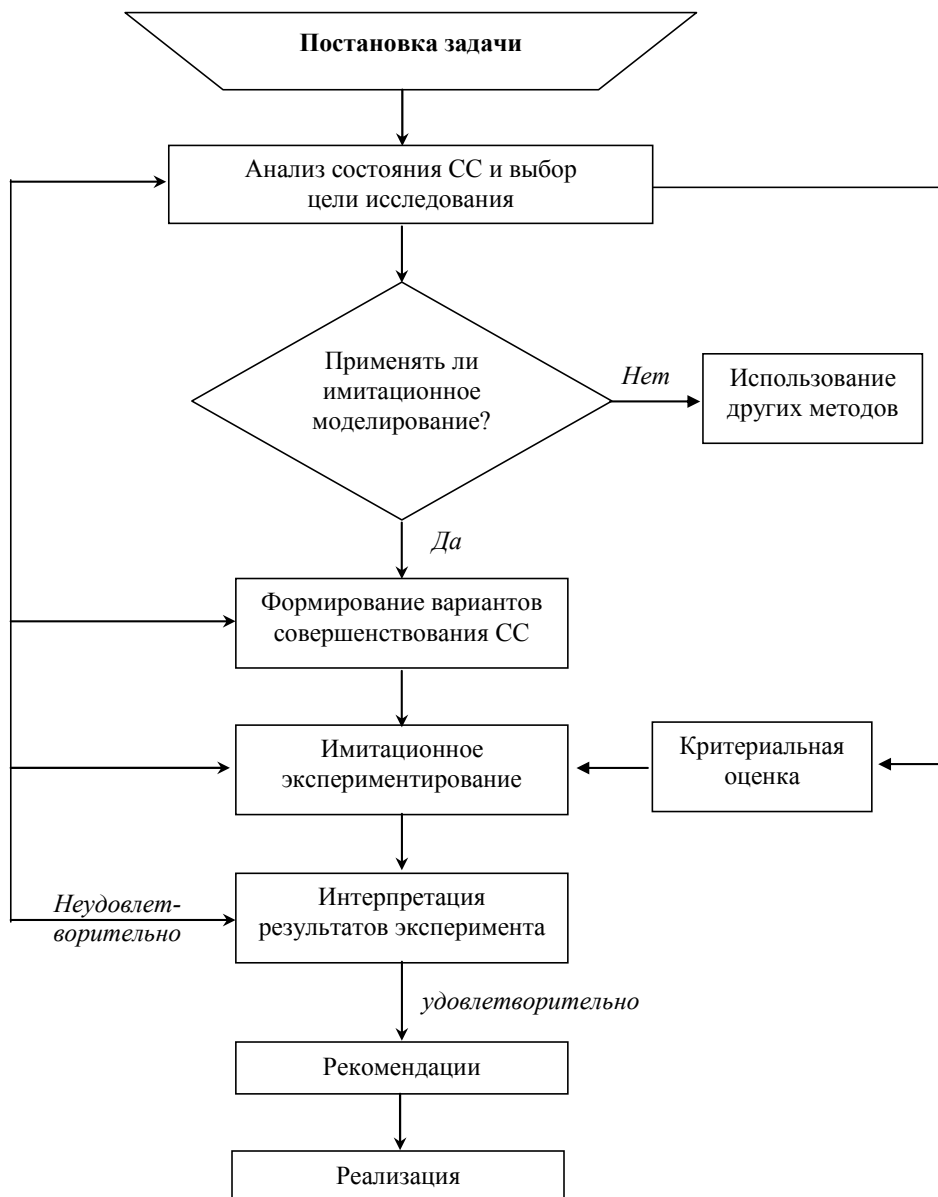 Постановка задачи
Анализ состояния СС и выбор
цели исследования
Применять ли
имитационное
моделирование?
Нет
Использование
других методов
Да
Формирование вариантов
совершенствования СС
Имитационное
экспериментирование
Критериальная
оценка
Неудовлет-
ворительно
Интерпретация
результатов эксперимента
удовлетворительно
Рекомендации
Реализация